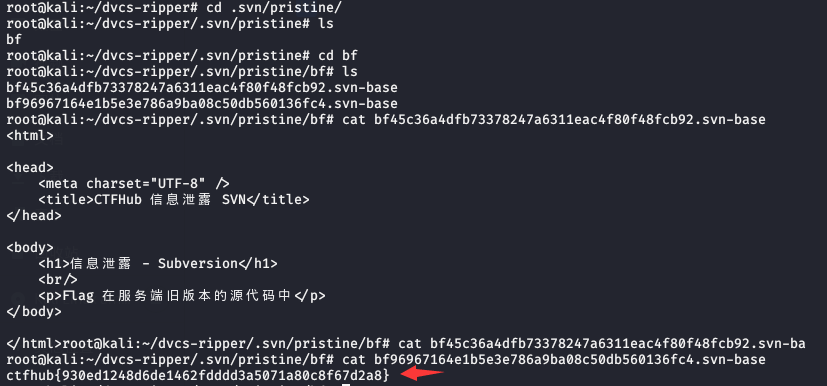 root@kali:~/dvcs-ripper# cd .svn/pristine/
root@kali:~/dvcs-ripper/.svn/pristine# ls
bf
root@kali:~/dvcs-ripper/.svn/pristine# cd bf
root@kali:~/dvcs-ripper/.svn/pristine/bf# ls
bf45c36a4dfb73378247a6311eac4f80f48fcb92.svn-base
bf96967164e1b5e3e786a9ba08c50db560136fc4.svn-base
root@kali:~/dvcs-ripper/.svn/pristine/bf# cat bf45c36a4dfb73378247a6311eac4f80f48fcb92.svn-base
<html>
<head>
    <meta charset="UTF-8" />
    <title>CTFHub 信息泄露 SVN</title>
</head>
<body>
    <h1>信息泄露 - Subversion</h1>
    <br/>
    <p>Flag 在服务端旧版本的源代码中</p>
</body>
</html>root@kali:~/dvcs-ripper/.svn/pristine/bf# cat bf45c36a4dfb73378247a6311eac4f80f48fcb92.svn-ba
root@kali:~/dvcs-ripper/.svn/pristine/bf# cat bf96967164e1b5e3e786a9ba08c50db560136fc4.svn-base
ctfhub{930ed1248d6de1462fdddd3a5071a80c8f67d2a8}